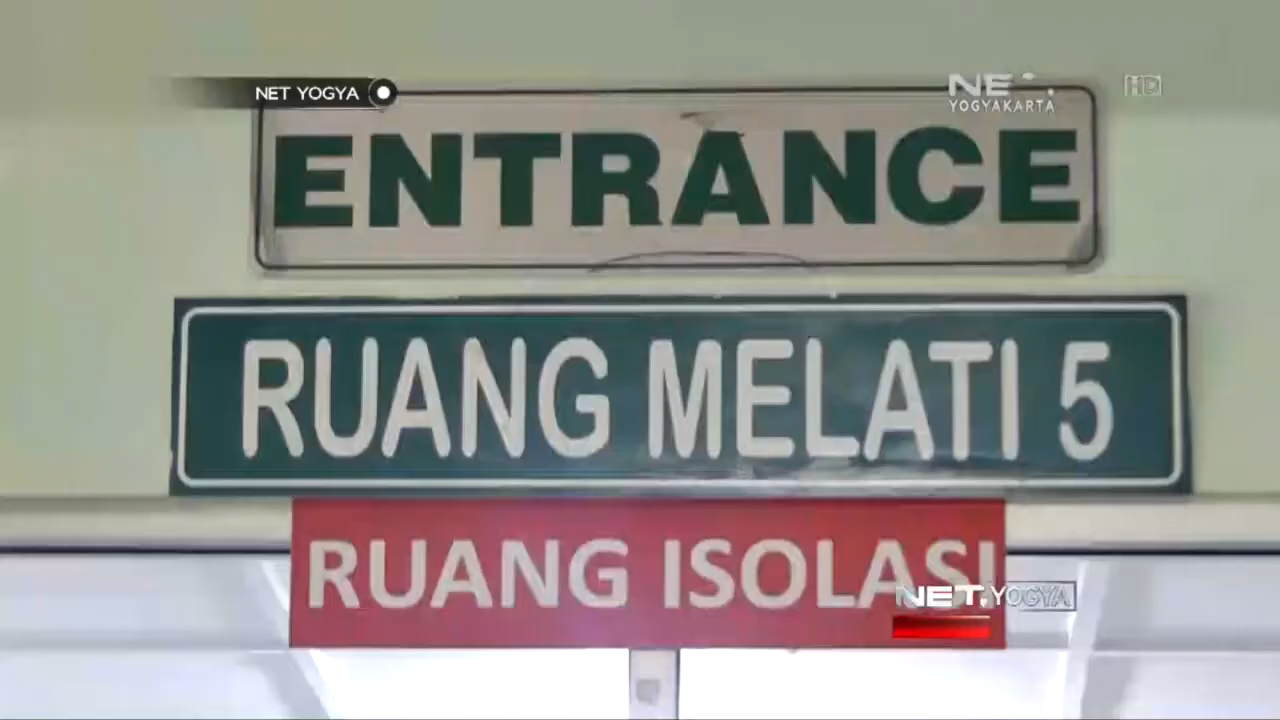 NET YOGYA
NET.
YOGYAKARTA
HD
ENTRANCE
RUANG MELATI 5
RUANG ISOLASI
NET.YOGYA